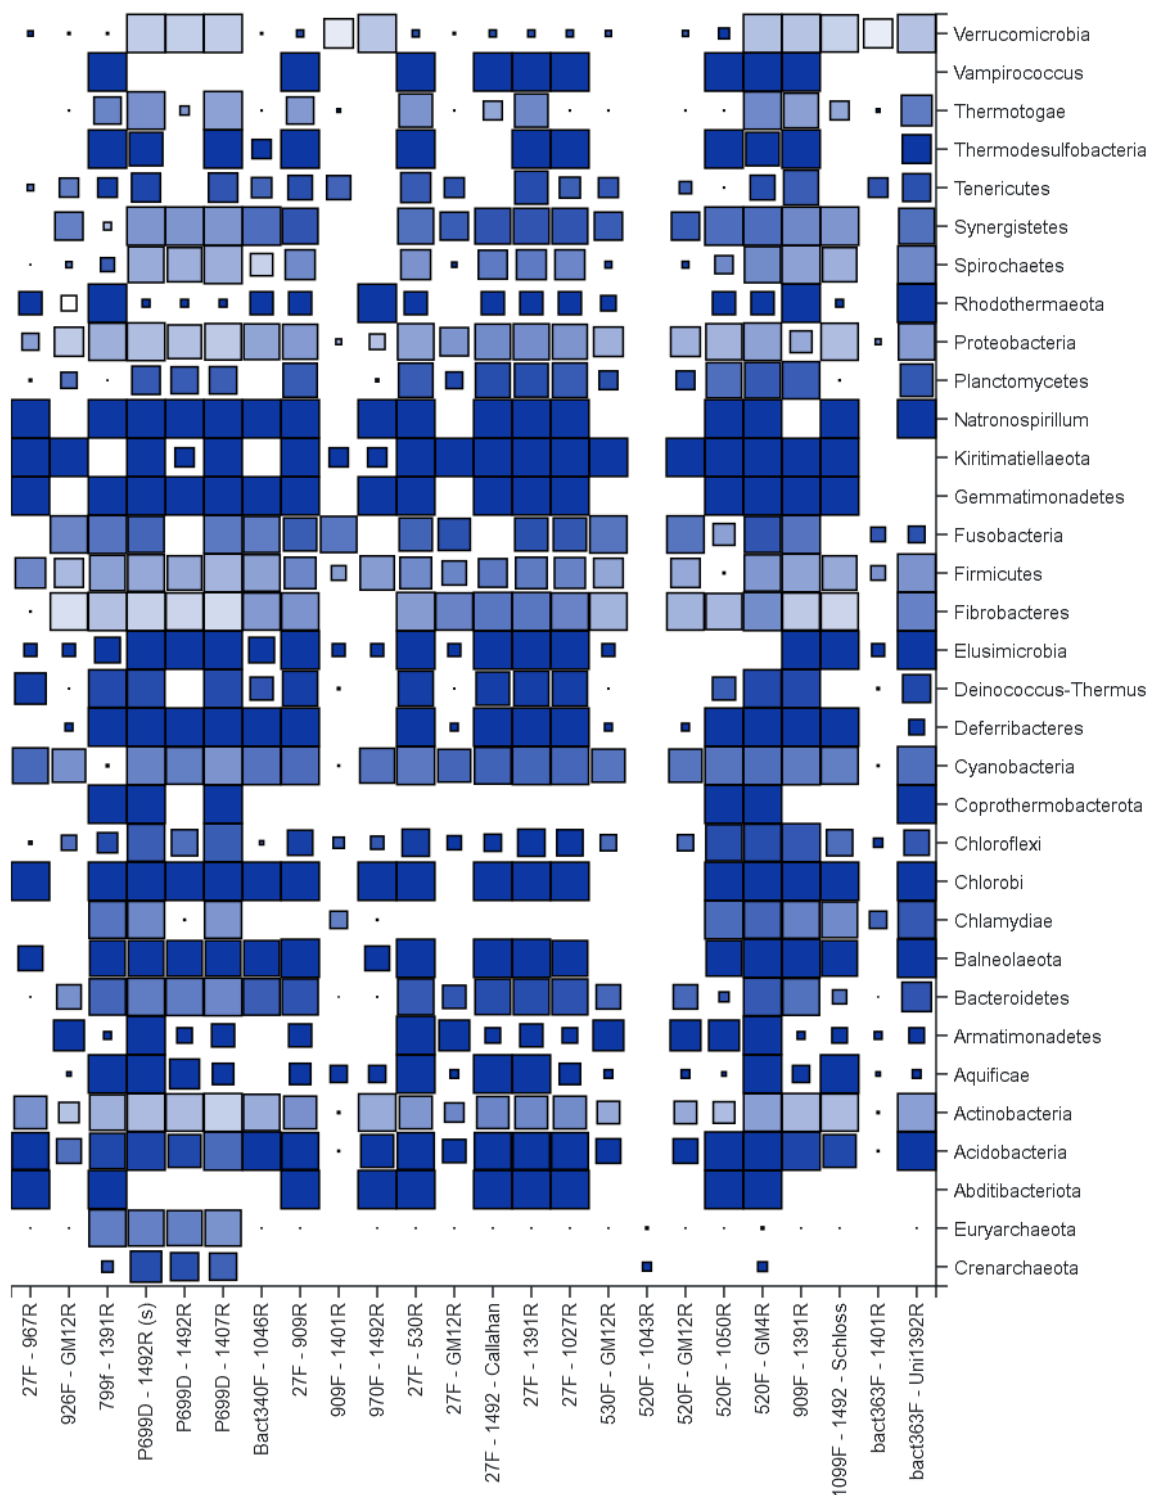 Verrucomicrobia
Vampirococcus
Thermotogae
Thermodesulfobacteria
Tenericutes
Synergistetes
Spirochaetes
Rhodothermaeota
Proteobacteria
Planctomycetes
Natronospirillum
Kiritimatiellaeota
Gemmatimonadetes
Fusobacteria
Firmicutes
Fibrobacteres
Elusimicrobia
Deinococcus-Thermus
Deferribacteres
Cyanobacteria
Coprothermobacterota
Chloroflexi
Chlorobi
Chlamydiae
Balneolaeota
Bacteroidetes
Armatimonadetes
Aquificae
Actinobacteria
Acidobacteria
Abditibacteriota
Euryarchaeota
Crenarchaeota
27F - 967R
926F - GM12R
799f - 1391R
P699D - 1492R (s)
P699D - 1492R
P699D - 1407R
Bact340F - 1046R
27F - 909R
909F - 1401R
970F - 1492R
27F - 530R
27F - GM12R
27F - 1492 - Callahan
27F - 1391R
27F - 1027R
530F - GM12R
520F - 1043R
520F - GM12R
520F - 1050R
520F - GM4R
909F - 1391R
1099F - 1492 - Schloss
bact363F - 1401R
bact363F - Uni1392R